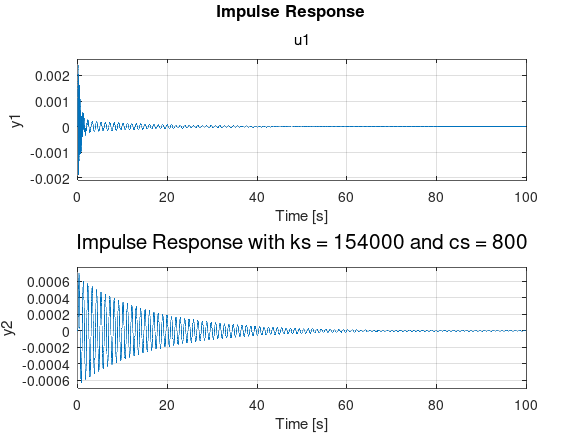 Impulse Response
u1
0.002
0.001
0
-0.001
-0.002
y1
0 20 40 60 80 100
Time [s]
Impulse Response with ks = 154000 and cs = 800
0.0006
0.0004
0.0002
0
-0.0002
-0.0004
-0.0006
y2
0 20 40 60 80 100
Time [s]